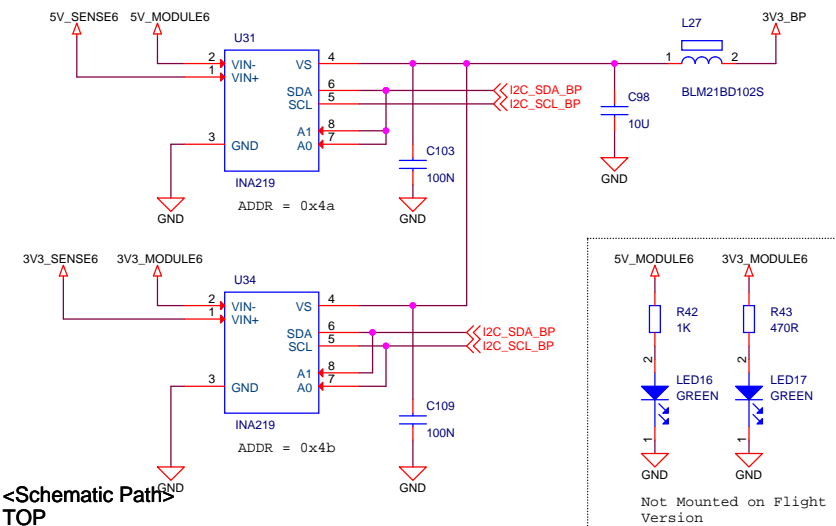 5V_SENSE6 5V_MODULE6
U31
2 VIN- VS 4
1 VIN+
SDA 6
SCL 5
A1 8
A0 7
3 GND
INA219
ADDR = 0x4a
GND
I2C_SDA_BP
I2C_SCL_BP
C103
100N
GND
L27
1 2
BLM21BD102S
3V3_BP
C98
10U
GND
3V3_SENSE6 3V3_MODULE6
U34
2 VIN- VS 4
1 VIN+
SDA 6
SCL 5
A1 8
A0 7
3 GND
INA219
ADDR = 0x4b
GND
I2C_SDA_BP
I2C_SCL_BP
C109
100N
GND
5V_MODULE6 3V3_MODULE6
R42
1K
R43
470R
2 2
LED16
GREEN
LED17
GREEN
1 1
GND GND
Not Mounted on Flight
Version
<Schematic Path>
TOP